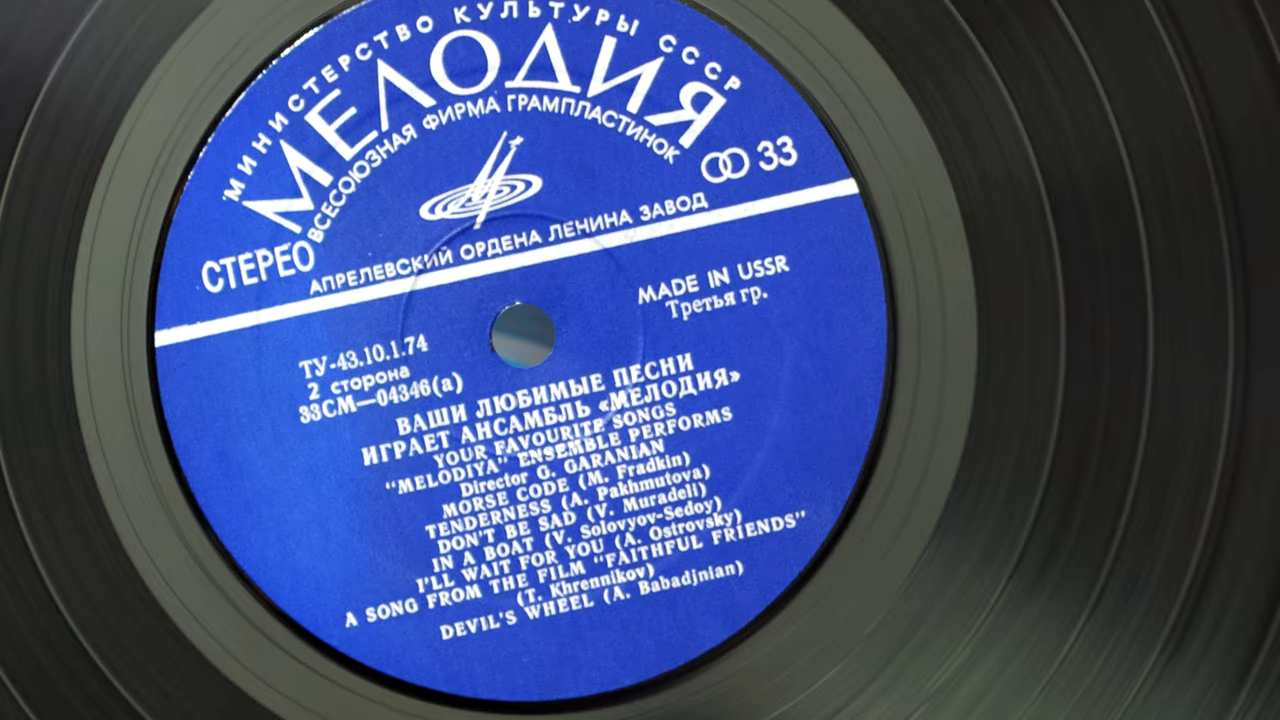 МИНИСТЕРСТВО КУЛЬТУРЫ СССР
МЕЛОДИЯ
ВСЕСОЮЗНАЯ ФИРМА ГРАМПЛАСТИНОК
33
СТЕРЕО
АПРЕЛЕВСКИЙ ОРДЕНА ЛЕНИНА ЗАВОД
MADE IN USSR
Третья гр.
ТУ-43.10.1.74
2 сторона
33СМ—04346(а)
ВАШИ ЛЮБИМЫЕ ПЕСНИ
ИГРАЕТ АНСАМБЛЬ «МЕЛОДИЯ»
YOUR FAVOURITE SONGS
"MELODIYA" ENSEMBLE PERFORMS
Director G. GARANIAN
MORSE CODE (M. Fradkin)
TENDERNESS (A. Pakhmutova)
DON'T BE SAD (V. Muradeli)
IN A BOAT (V. Solovyov-Sedoy)
I'LL WAIT FOR YOU (A. Ostrovsky)
A SONG FROM THE FILM "FAITHFUL FRIENDS"
(T. Khrennikov)
DEVIL'S WHEEL (A. Babadjnian)